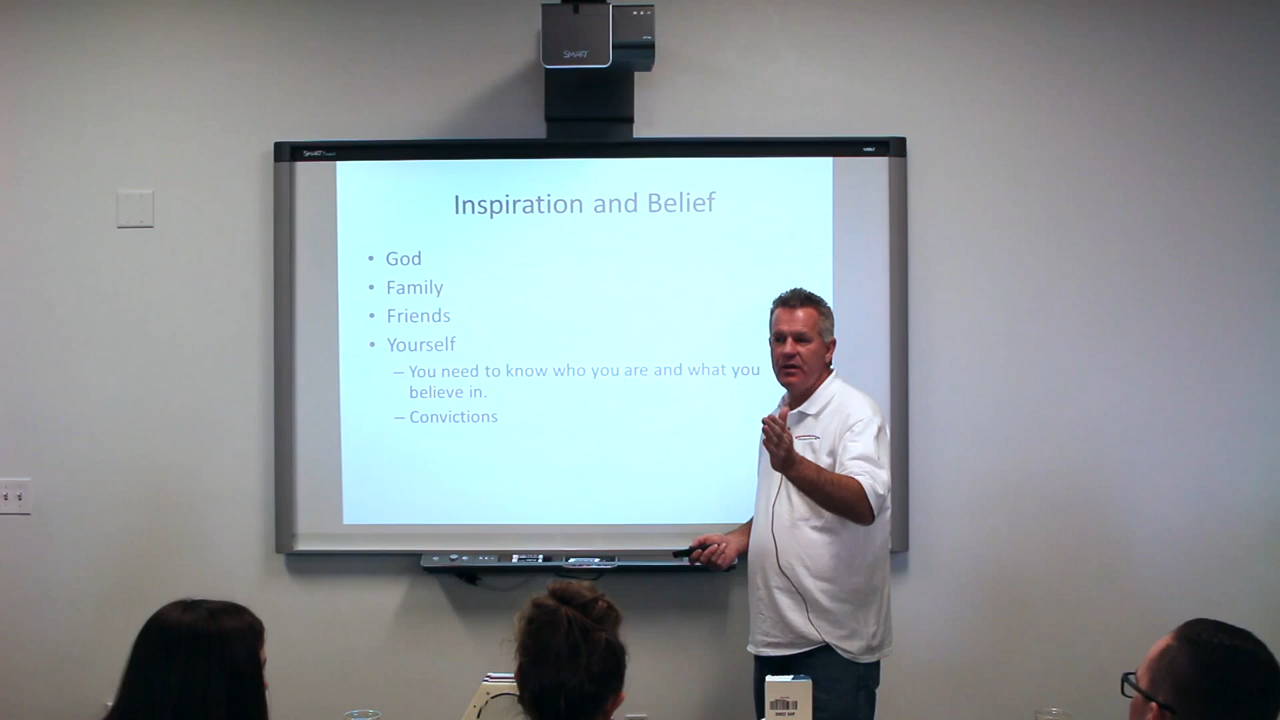 SMART
SMART
Inspiration and Belief
• God
• Family
• Friends
• Yourself
– You need to know who you are and what you
believe in.
– Convictions